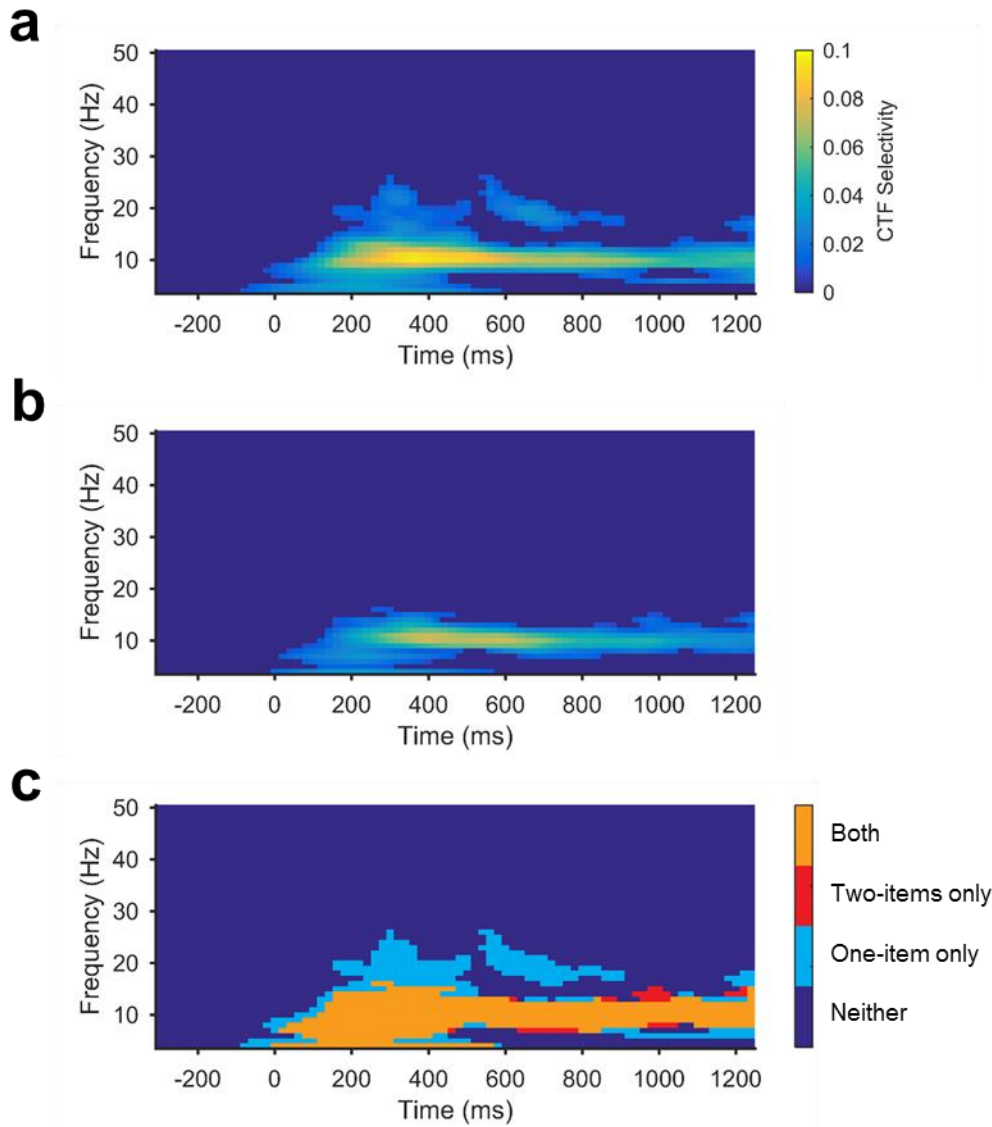 a
50
40
30
20
10
Frequency (Hz)
-200 0 200 400 600 800 1000 1200
Time (ms)
0.1
0.08
0.06
0.04
0.02
0
CTF Selectivity
b
50
40
30
20
10
Frequency (Hz)
-200 0 200 400 600 800 1000 1200
Time (ms)
c
50
40
30
20
10
Frequency (Hz)
-200 0 200 400 600 800 1000 1200
Time (ms)
Both
Two-items only
One-item only
Neither